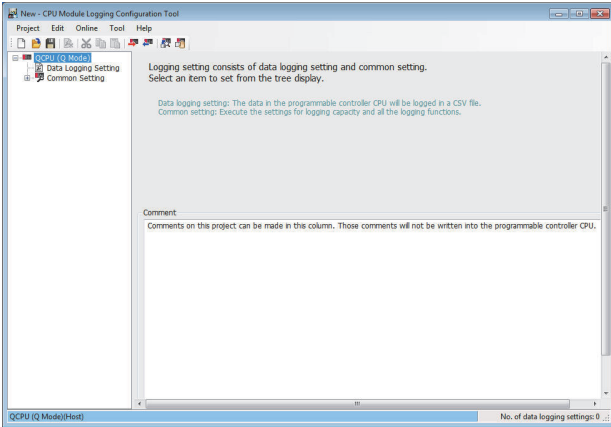 New - CPU Module Logging Configuration Tool
Project Edit Online Tool Help
QCPU (Q Mode)
Data Logging Setting
Common Setting
Logging setting consists of data logging setting and common setting.
Select an item to set from the tree display.
Data logging setting: The data in the programmable controller CPU will be logged in a CSV file.
Common setting: Execute the settings for logging capacity and all the logging functions.
Comment
Comments on this project can be made in this column. Those comments will not be written into the programmable controller CPU.
QCPU (Q Mode)(Host) No. of data logging settings: 0